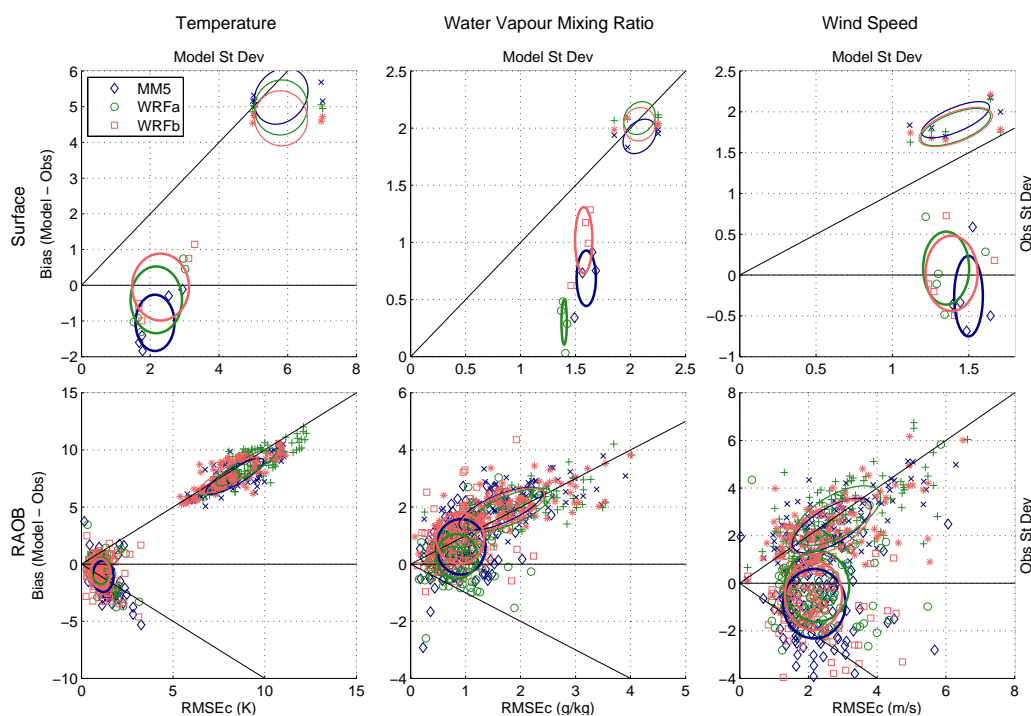 Temperature
Water Vapour Mixing Ratio
Wind Speed
Model St Dev
Model St Dev
Model St Dev
Surface
Bias (Model − Obs)
6
5
4
3
2
1
0
−1
−2
MM5
WRFa
WRFb
0 2 4 6 8
2.5
2
1.5
1
0.5
0
0 0.5 1 1.5 2 2.5
2.5
2
1.5
1
0.5
0
−0.5
−1
0 0.5 1 1.5
Obs St Dev
RAOB
Bias (Model − Obs)
15
10
5
0
−5
−10
0 5 10 15
RMSEc (K)
6
4
2
0
−2
−4
0 1 2 3 4 5
RMSEc (g/kg)
8
6
4
2
0
−2
−4
0 2 4 6 8
RMSEc (m/s)
Obs St Dev